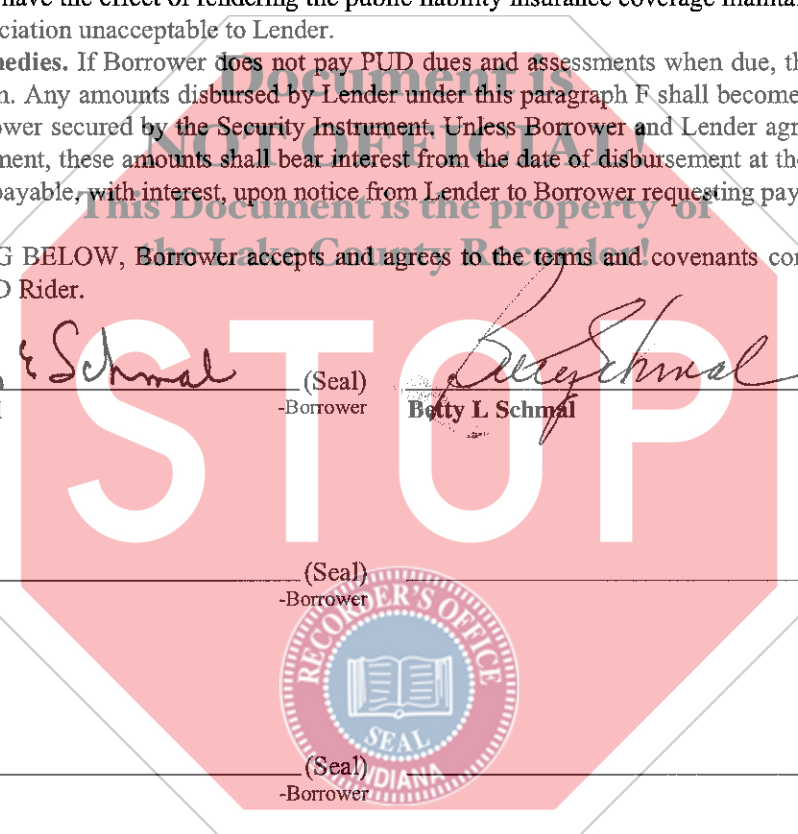 have the effect of rendering the public liability insurance coverage maintai
ciation unacceptable to Lender.
nedies. If Borrower does not pay PUD dues and assessments when due, th
n. Any amounts disbursed by Lender under this paragraph F shall become
ower secured by the Security Instrument. Unless Borrower and Lender agr
ment, these amounts shall bear interest from the date of disbursement at the
payable, with interest, upon notice from Lender to Borrower requesting pay
Document is
NOT OFFICIAL!
This Document is the property of
the Lake County Recorder!
G BELOW, Borrower accepts and agrees to the terms and covenants con
D Rider.
STOP
E Schmal (Seal)
-Borrower
Betty Schmal
Betty L Schmal
(Seal)
-Borrower
RECORDER'S OFFICE
SEAL
INDIANA
(Seal)
-Borrower